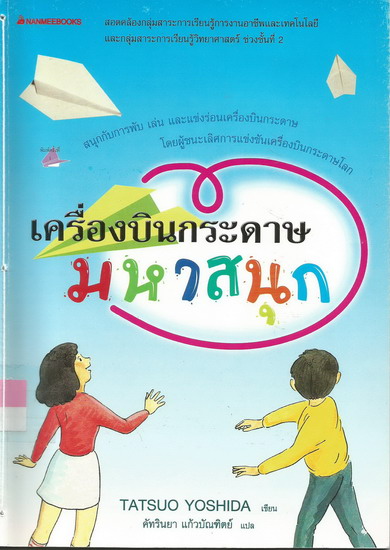 NANMEEBOOKS
สอดคล้องกลุ่มสาระการเรียนรู้การงานอาชีพและเทคโนโลยี
และกลุ่มสาระการเรียนรู้วิทยาศาสตร์ ช่วงชั้นที่ 2
สนุกกับการพับ เล่น และแข่งร่อนเครื่องบินกระดาษ
โดยผู้ชนะเลิศการแข่งขันเครื่องบินกระดาษโลก
เครื่องบินกระดาษ
มหาสนุก
TATSUO YOSHIDA เขียน
คัทรินยา แก้วบัณฑิตย์ แปล